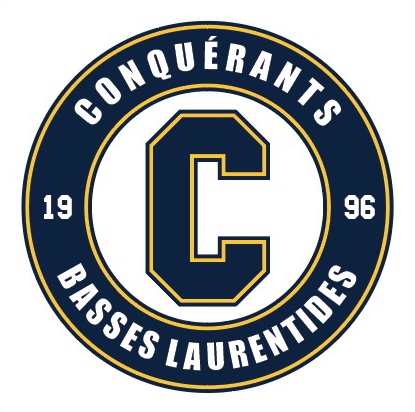 CONQUÉRANTS
C
19 96
BASSES LAURENTIDES